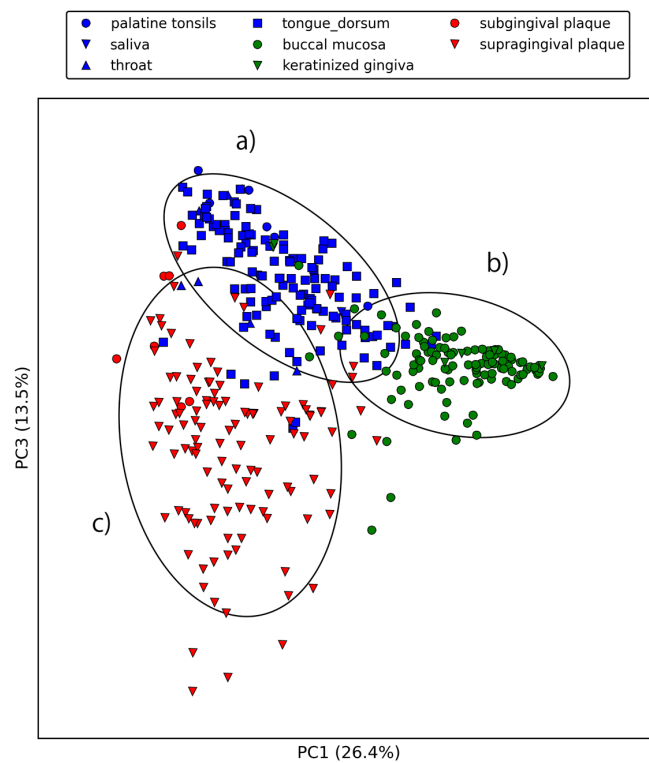 palatine tonsils tongue_dorsum subgingival plaque
saliva buccal mucosa supragingival plaque
throat keratinized gingiva
a)
b)
c)
PC3 (13.5%)
PC1 (26.4%)